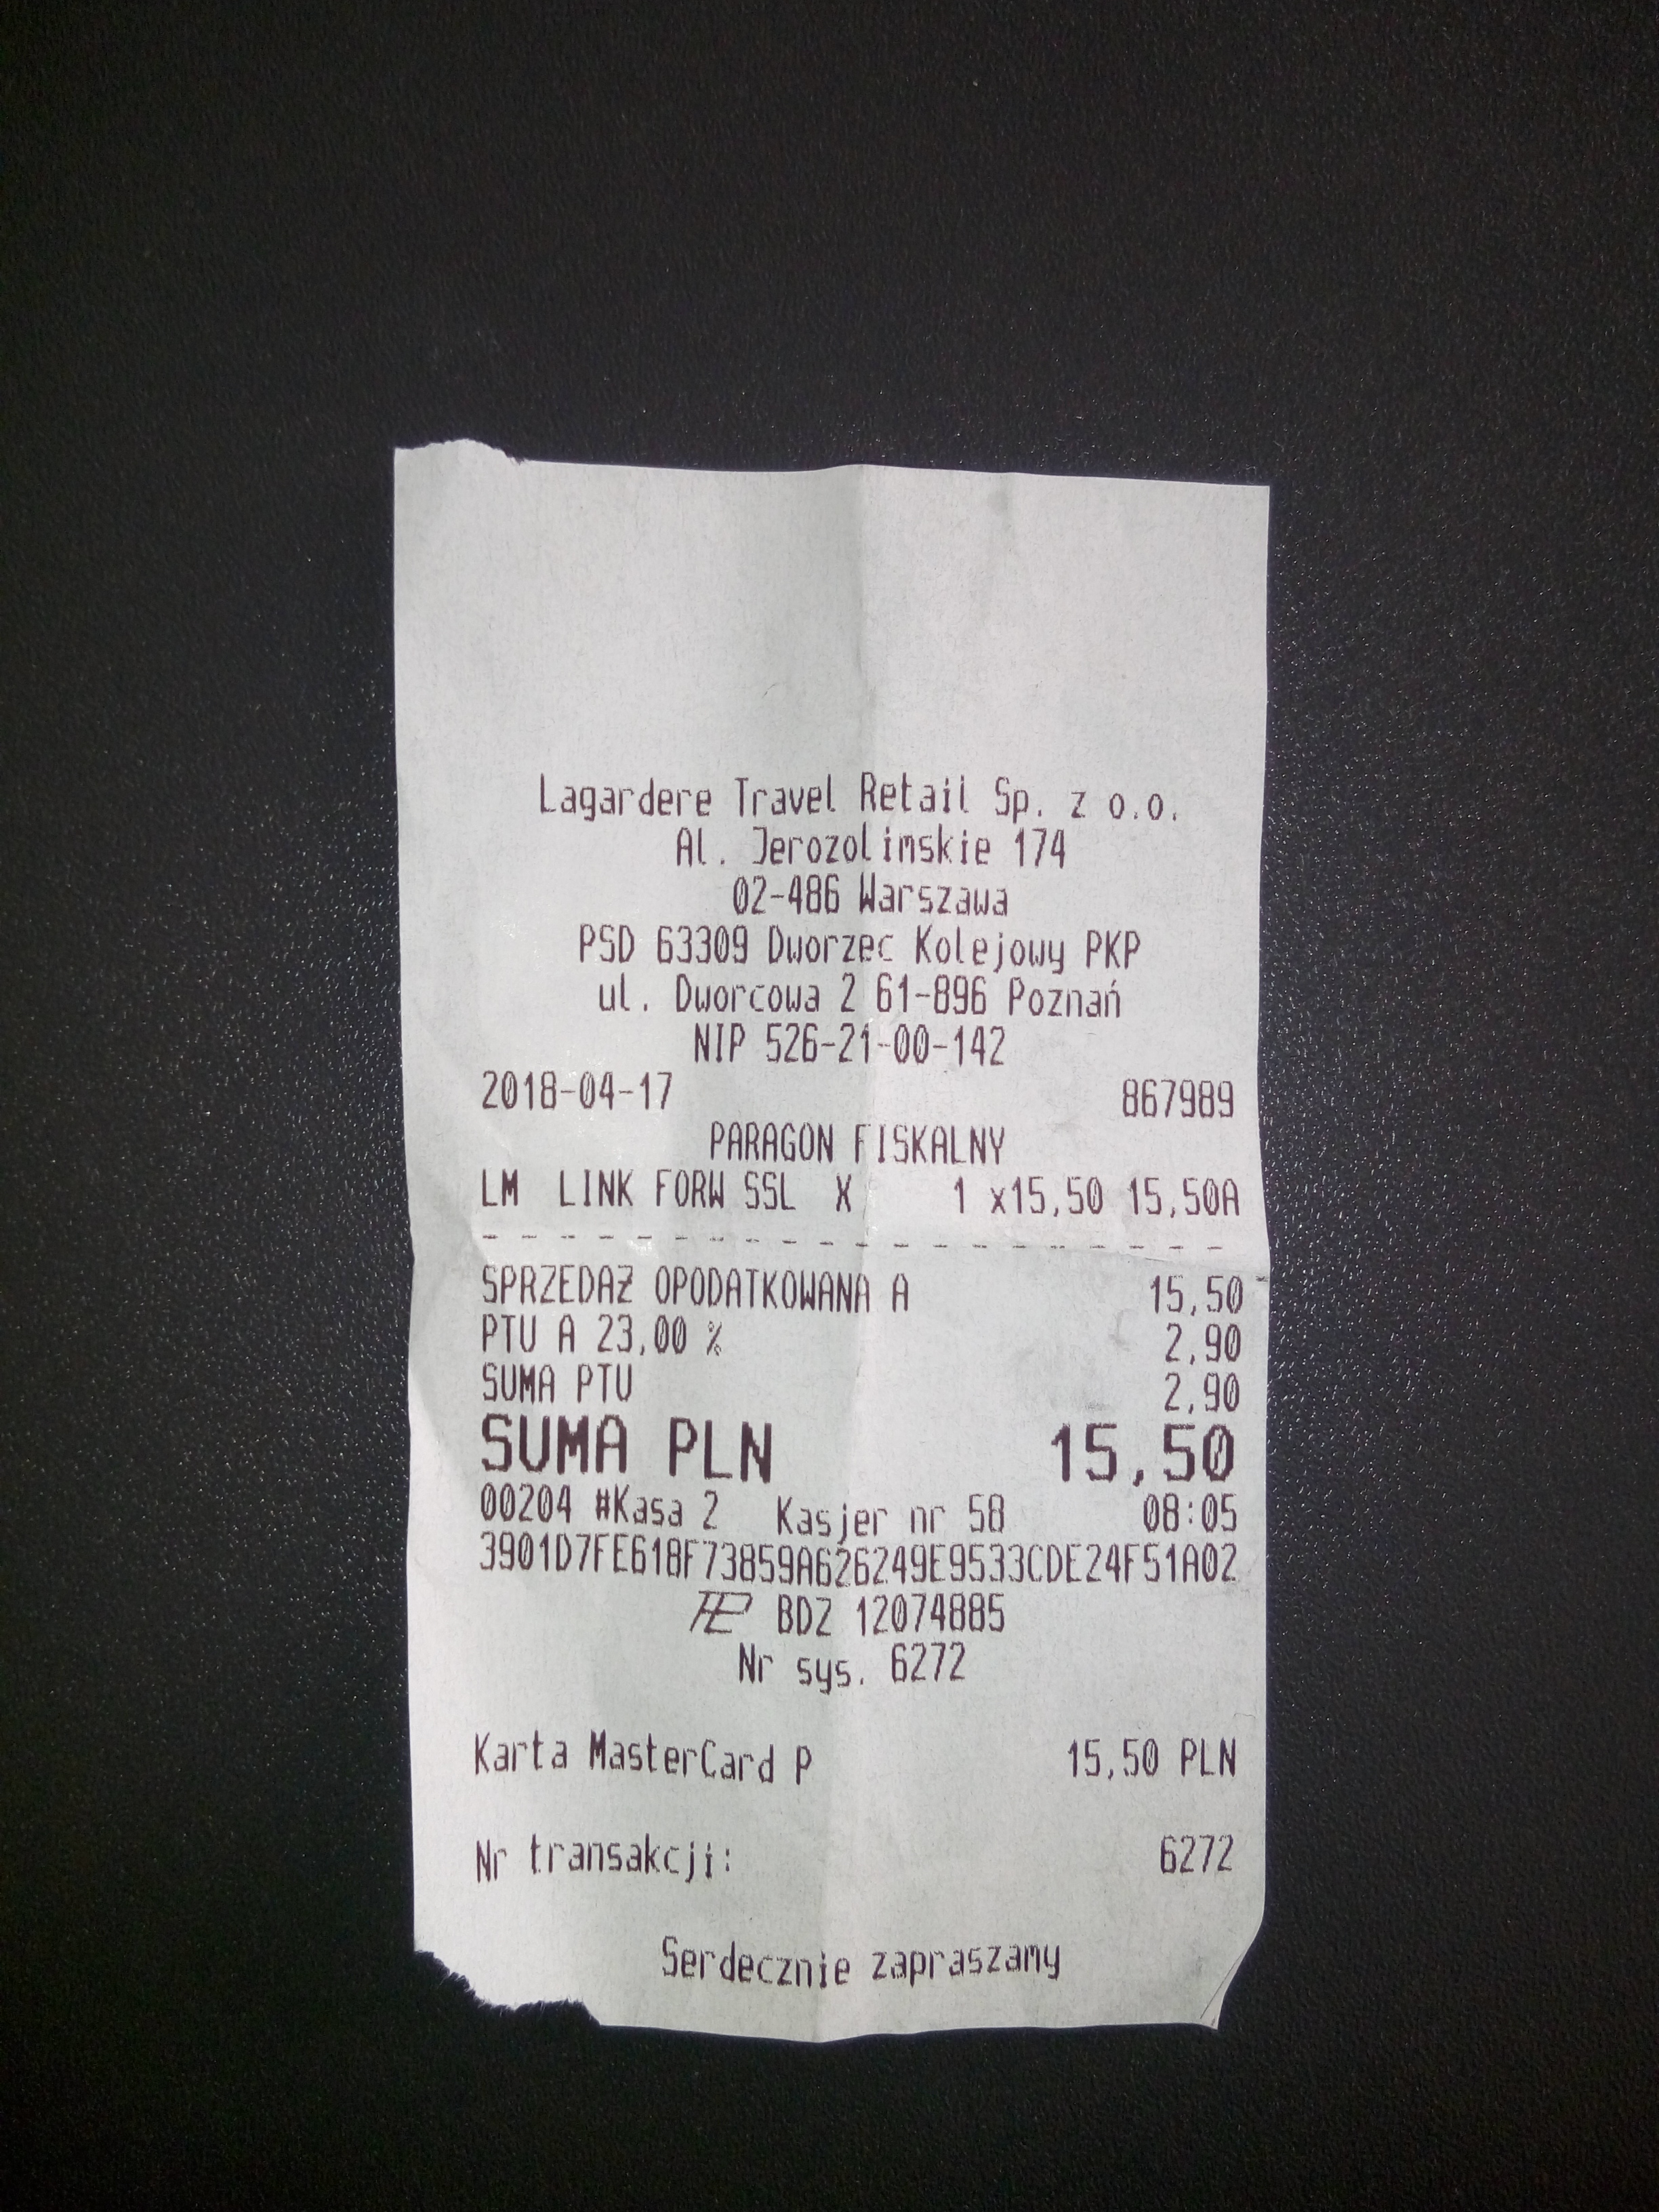 Lagardere Travel Retail Sp. z o.o.
Al. Jerozolimskie 174
02-486 Warszawa
PSD 63309 Dworzec Kolejowy PKP
ul. Dworcowa 2 61-896 Poznań
NIP 526-21-00-142
2018-04-17 867989
PARAGON FISKALNY
LM LINK FORW SSL X 1 x15,50 15,50A
- - - - - - - - - - - - - - - - - - - - -
SPRZEDAŻ OPODATKOWANA A 15,50
PTU A 23,00 % 2,90
SUMA PTU 2,90
SUMA PLN 15,50
00204 #Kasa 2 Kasjer nr 58 08:05
3901D7FE618F73859A626249E9533CDE24F51A02
BDZ 12074885
Nr sys. 6272
Karta MasterCard P 15,50 PLN
Nr transakcji: 6272
Serdecznie zapraszamy